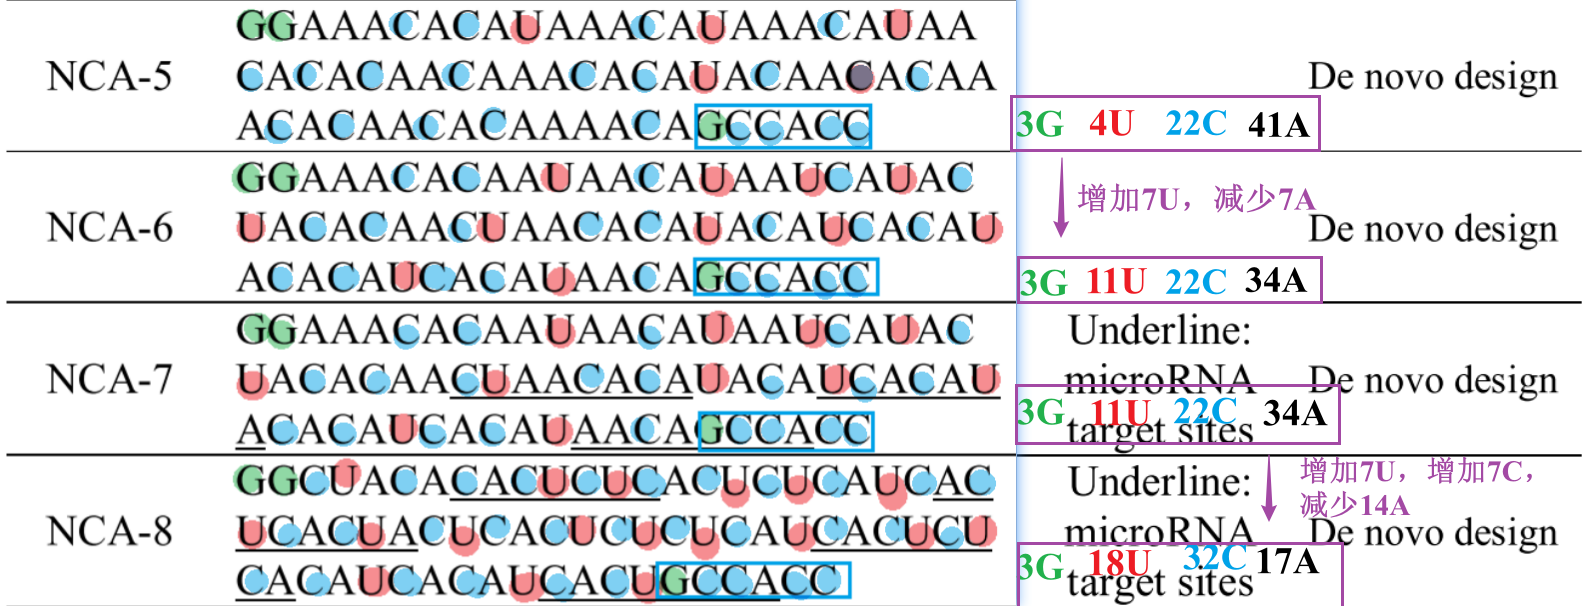 GGAAACACAUAAACAUAAACAUAA
NCA-5 CACACAACAAACACAUACAACACAA De novo design
ACACAACACAAAACAGCCACC 3G 4U 22C 41A
GGAAACACAAUAACAUAAUCAUAC 增加7U，减少7A
NCA-6 UACACAACUAACACAUACAUCACAU De novo design
ACACAUCACAUAACAGCCACC 3G 11U 22C 34A
GGAAACACAAUAACAUAAUCAUAC Underline:
NCA-7 UACACAACUAACACAUACAUCACAU microRNA De novo design
3G 11U 22C 34A
ACACAUCACAUAACAGCCACC target sites
GGCUACACACUCUCACUCUCAUCAC Underline: 增加7U，增加7C，
减少14A
NCA-8 UCACUACUCACUCUCUCAUCACUCU microRNA De novo design
3G 18U 32C 17A
CACAUCACAUCACUGCCACC target sites